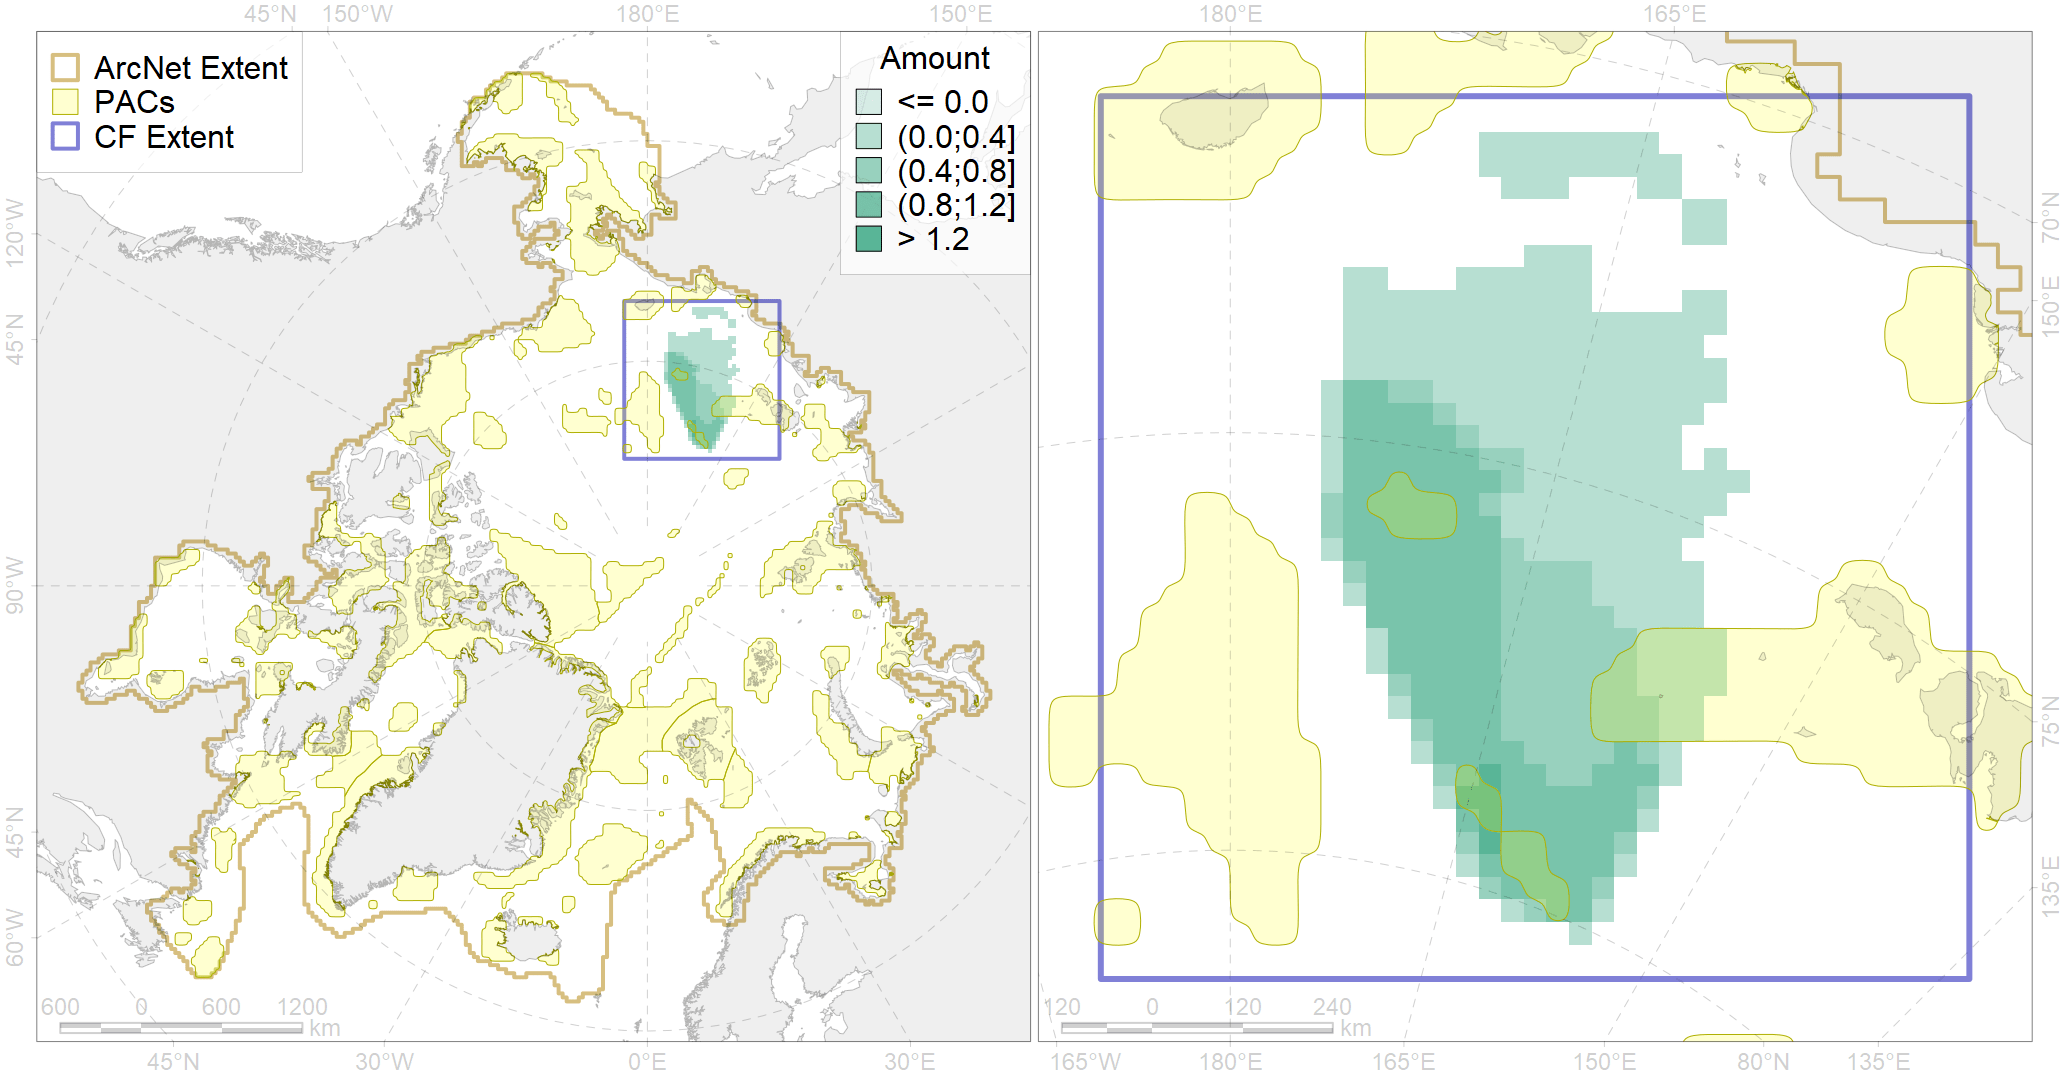 45°N 150°W 180°E 150°E 180°E 165°E
ArcNet Extent
PACs
CF Extent
Amount
<= 0.0
(0.0;0.4]
(0.4;0.8]
(0.8;1.2]
> 1.2
120°W
45°N
90°W
45°N
60°W
70°N
150°E
75°N
135°E
600 0 600 1200
km
120 0 120 240
km
45°N 30°W 0°E 30°E 165°W 180°E 165°E 150°E 80°N 135°E